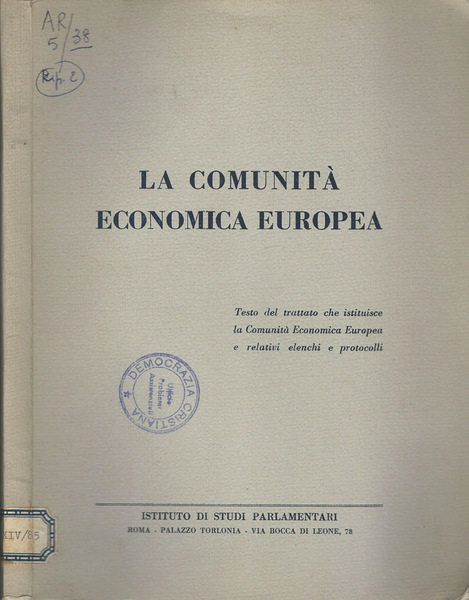 AR/38
5
Rip. 2
LA COMUNITÀ
ECONOMICA EUROPEA
Testo del trattato che istituisce
la Comunità Economica Europea
e relativi elenchi e protocolli
DEMOCRAZIA CRISTIANA
Ufficio
Problemi
Assistenziali
XIV/85
ISTITUTO DI STUDI PARLAMENTARI
ROMA - PALAZZO TORLONIA - VIA BOCCA DI LEONE, 78